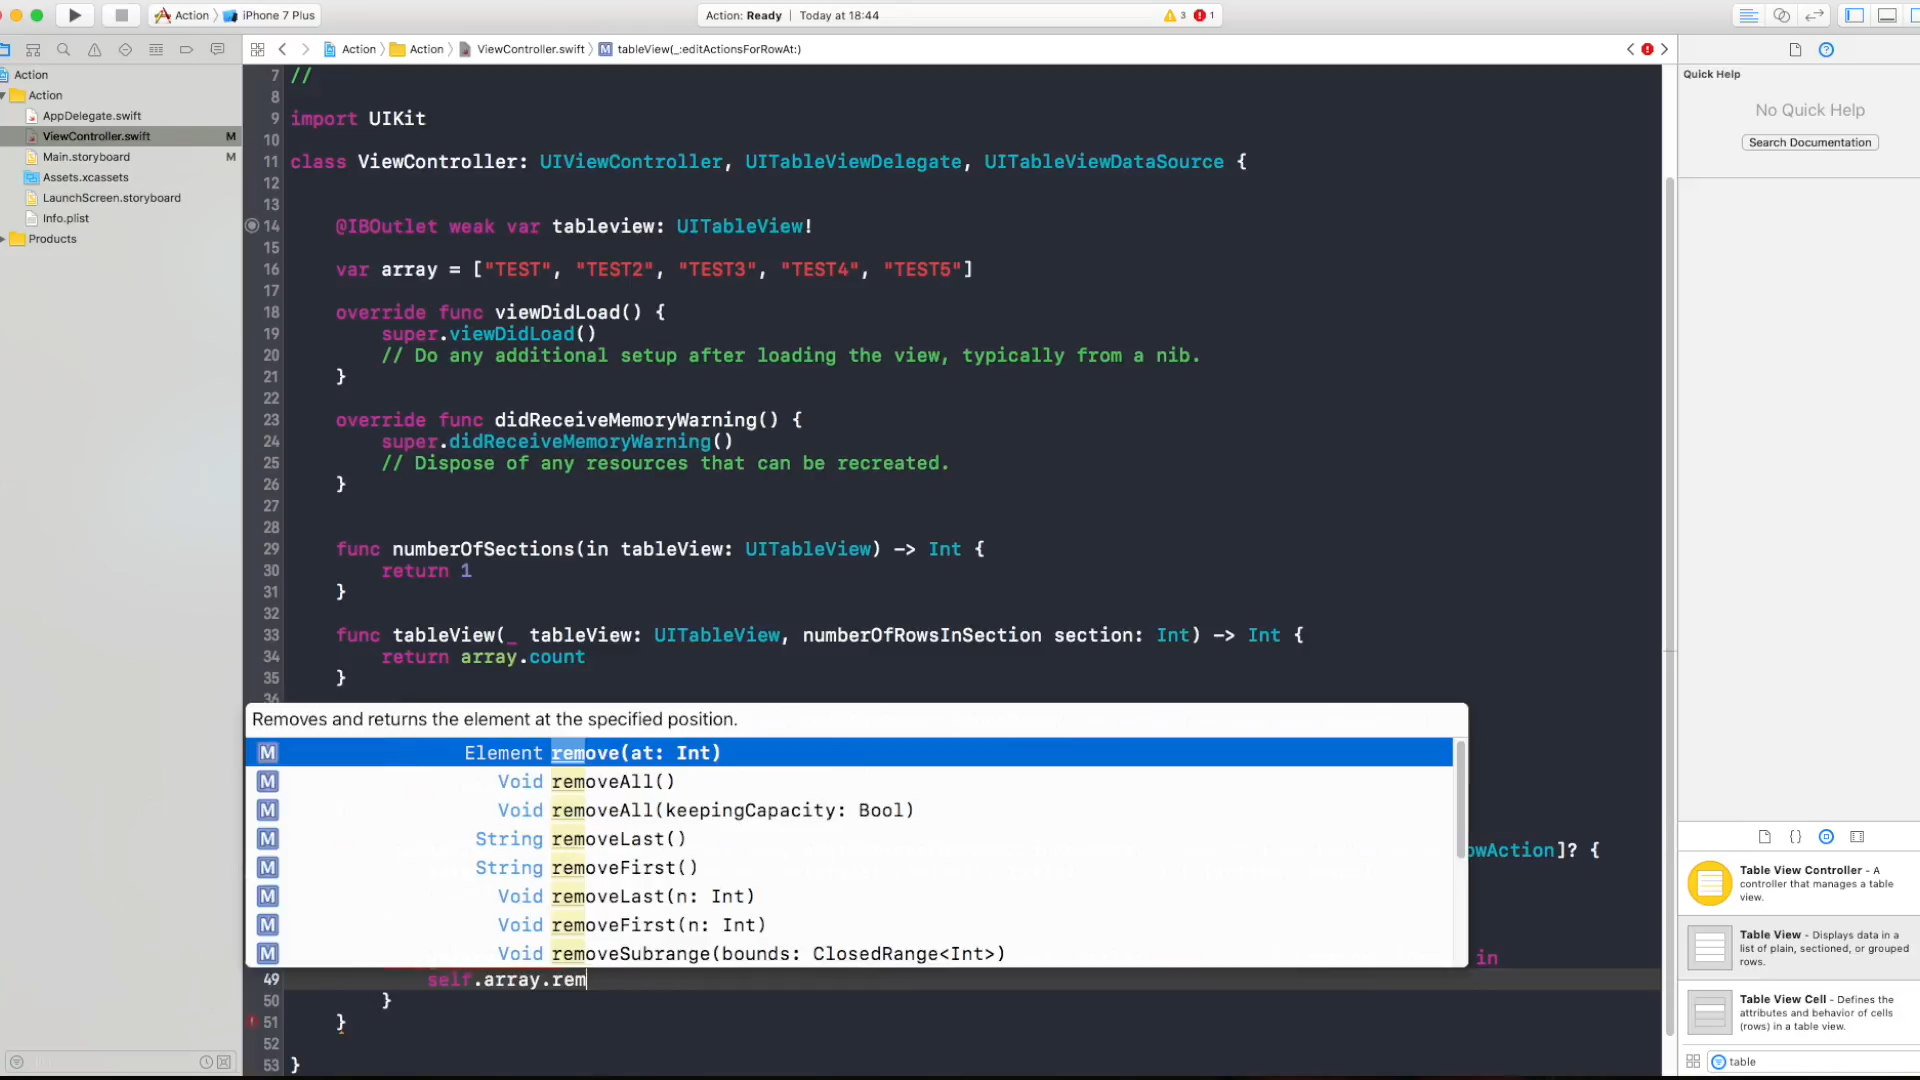 Action
iPhone 7 Plus
Action: Ready | Today at 18:44
3
1
Action
Action
ViewController.swift
M
tableView(_:editActionsForRowAt:)
Action
Action
AppDelegate.swift
ViewController.swift
M
Main.storyboard
M
Assets.xcassets
LaunchScreen.storyboard
Info.plist
Products
7 //
8
9 import UIKit
10
11 class ViewController: UIViewController, UITableViewDelegate, UITableViewDataSource {
12
13
14 @IBOutlet weak var tableview: UITableView!
15
16 var array = ["TEST", "TEST2", "TEST3", "TEST4", "TEST5"]
17
18 override func viewDidLoad() {
19 super.viewDidLoad()
20 // Do any additional setup after loading the view, typically from a nib.
21 }
22
23 override func didReceiveMemoryWarning() {
24 super.didReceiveMemoryWarning()
25 // Dispose of any resources that can be recreated.
26 }
27
28
29 func numberOfSections(in tableView: UITableView) -> Int {
30 return 1
31 }
32
33 func tableView(_ tableView: UITableView, numberOfRowsInSection section: Int) -> Int {
34 return array.count
35 }
36
Removes and returns the element at the specified position.
M Element remove(at: Int)
M Void removeAll()
M Void removeAll(keepingCapacity: Bool)
M String removeLast()
M String removeFirst()
M Void removeLast(n: Int)
M Void removeFirst(n: Int)
M Void removeSubrange(bounds: ClosedRange<Int>)
owAction]? {
in
49 self.array.rem
50 }
51 }
52
53 }
Quick Help
No Quick Help
Search Documentation
{}
Table View Controller - A
controller that manages a table
view.
Table View - Displays data in a
list of plain, sectioned, or grouped
rows.
Table View Cell - Defines the
attributes and behavior of cells
(rows) in a table view.
table